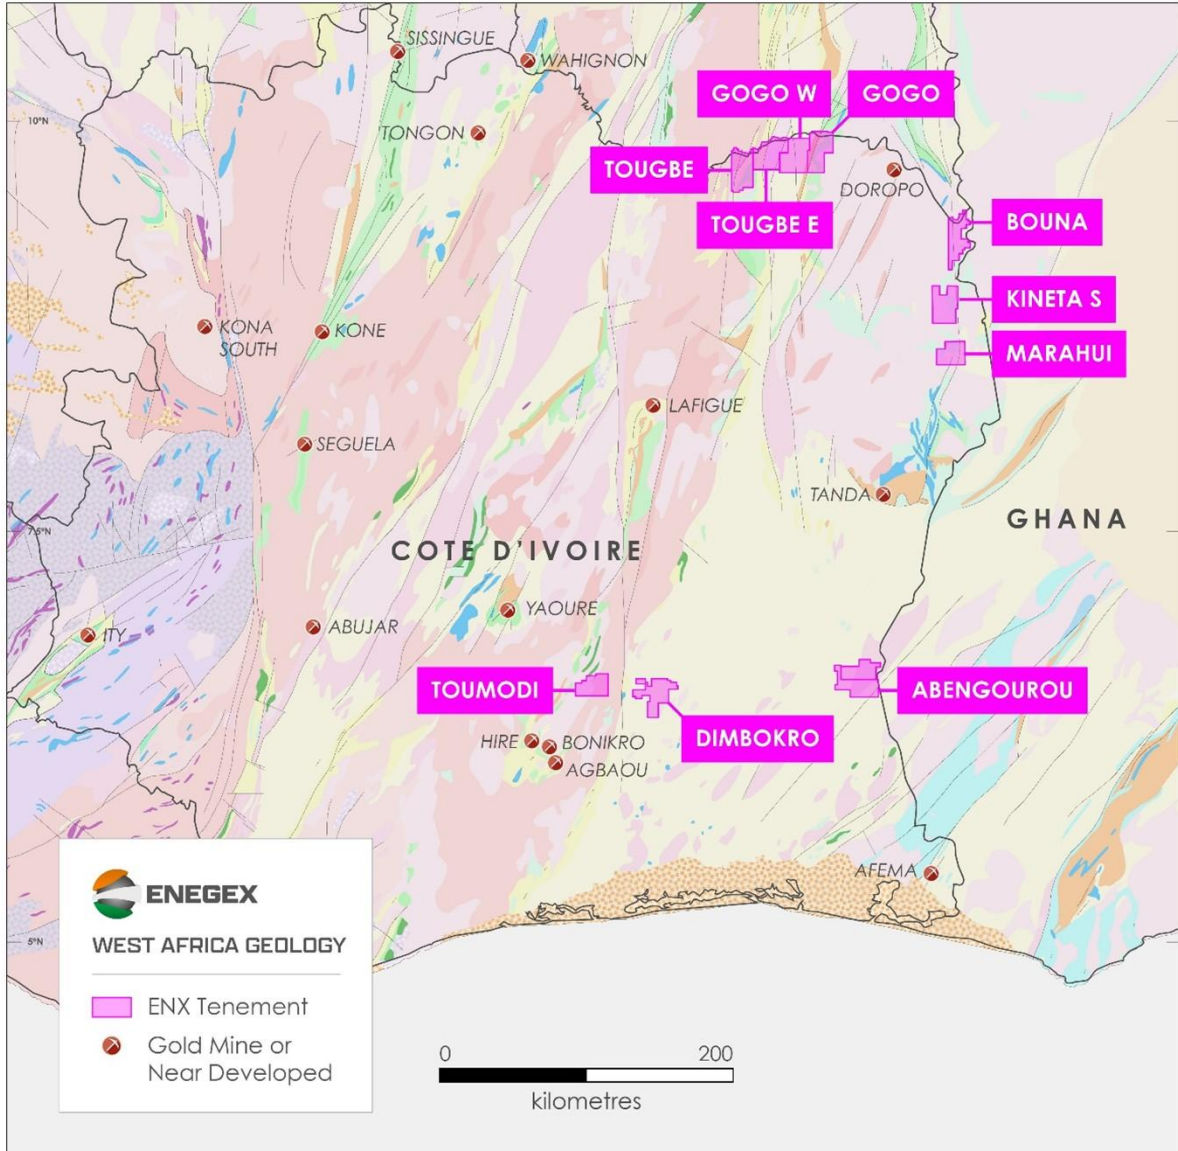 SISSINGUE
WAHIGNON
GOGO W
GOGO
10°N
TONGON
TOUGBE
DOROPO
TOUGBE E
BOUNA
KINETA S
KONA
SOUTH
KONE
MARAHUI
LAFIGUE
SEGUELA
TANDA
7.5°N
GHANA
COTE D'IVOIRE
YAOURE
ABUJAR
ITY
TOUMODI
ABENGOUROU
DIMBOKRO
HIRE
BONIKRO
AGBAOU
AFEMA
ENEGEX
WEST AFRICA GEOLOGY
5°N
ENX Tenement
Gold Mine or
Near Developed
0 200
kilometres